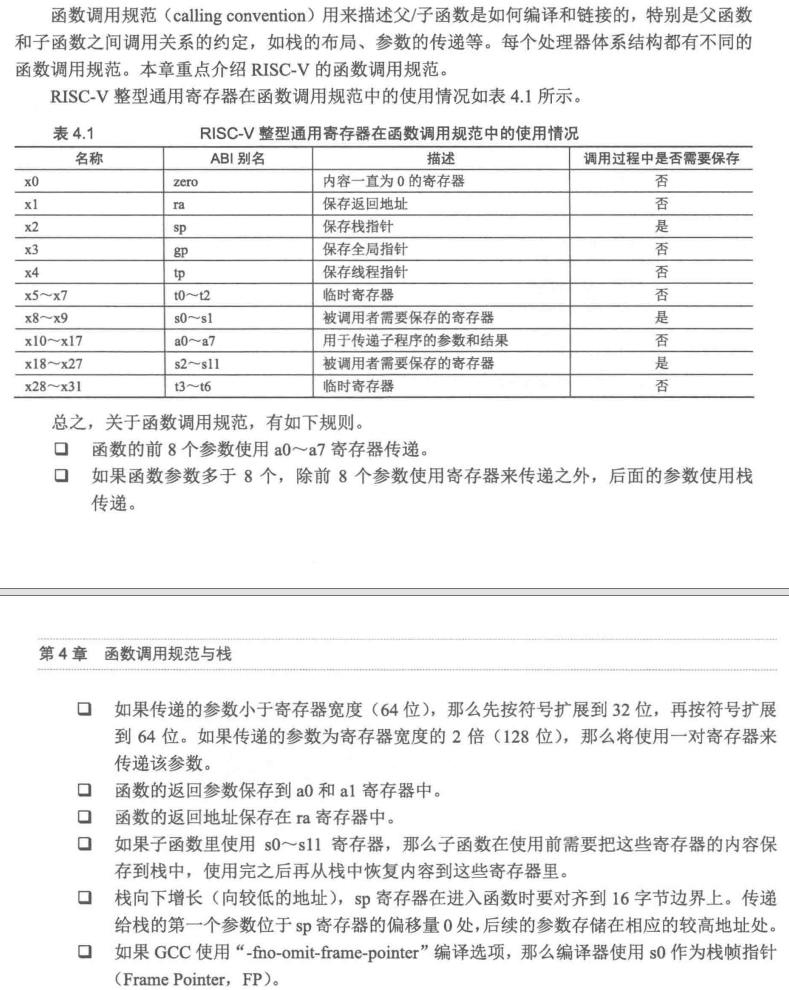 函数调用规范（calling convention）用来描述父/子函数是如何编译和链接的，特别是父函数
和子函数之间调用关系的约定，如栈的布局、参数的传递等。每个处理器体系结构都有不同的
函数调用规范。本章重点介绍 RISC-V 的函数调用规范。
RISC-V 整型通用寄存器在函数调用规范中的使用情况如表 4.1 所示。
表 4.1 RISC-V 整型通用寄存器在函数调用规范中的使用情况
名称 ABI 别名 描述 调用过程中是否需要保存
x0 zero 内容一直为 0 的寄存器 否
x1 ra 保存返回地址 否
x2 sp 保存栈指针 是
x3 gp 保存全局指针 否
x4 tp 保存线程指针 否
x5～x7 t0～t2 临时寄存器 否
x8～x9 s0～s1 被调用者需要保存的寄存器 是
x10～x17 a0～a7 用于传递子程序的参数和结果 否
x18～x27 s2～s11 被调用者需要保存的寄存器 是
x28～x31 t3～t6 临时寄存器 否
总之，关于函数调用规范，有如下规则。
❑ 函数的前 8 个参数使用 a0～a7 寄存器传递。
❑ 如果函数参数多于 8 个，除前 8 个参数使用寄存器来传递之外，后面的参数使用栈
传递。
第 4 章 函数调用规范与栈
❑ 如果传递的参数小于寄存器宽度（64 位），那么先按符号扩展到 32 位，再按符号扩展
到 64 位。如果传递的参数为寄存器宽度的 2 倍（128 位），那么将使用一对寄存器来
传递该参数。
❑ 函数的返回参数保存到 a0 和 a1 寄存器中。
❑ 函数的返回地址保存在 ra 寄存器中。
❑ 如果子函数里使用 s0～s11 寄存器，那么子函数在使用前需要把这些寄存器的内容保
存到栈中，使用完之后再从栈中恢复内容到这些寄存器里。
❑ 栈向下增长（向较低的地址），sp 寄存器在进入函数时要对齐到 16 字节边界上。传递
给栈的第一个参数位于 sp 寄存器的偏移量 0 处，后续的参数存储在相应的较高地址处。
❑ 如果 GCC 使用“-fno-omit-frame-pointer”编译选项，那么编译器使用 s0 作为栈帧指针
（Frame Pointer，FP）。